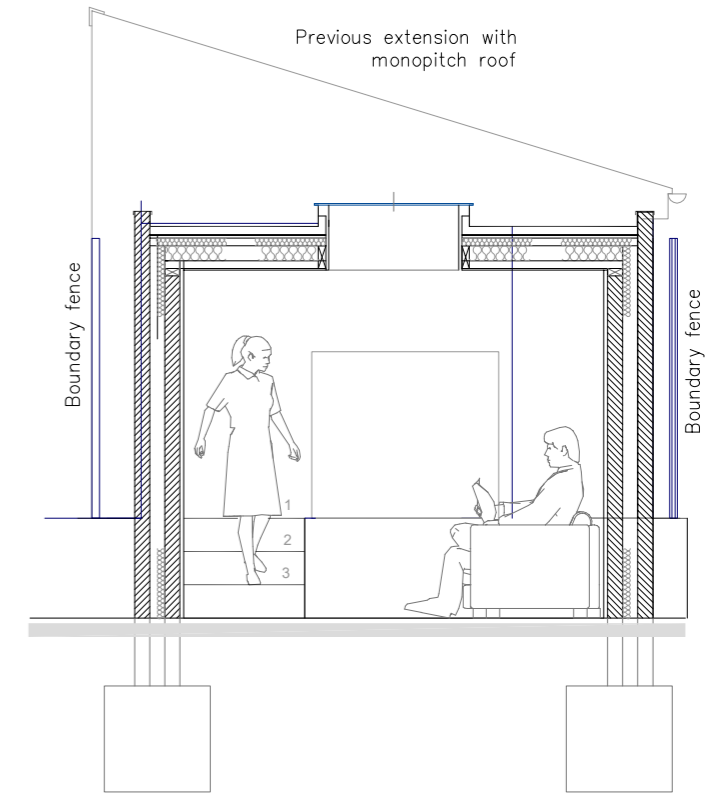 Previous extension with
monopitch roof
Boundary fence
Boundary fence
1
2
3